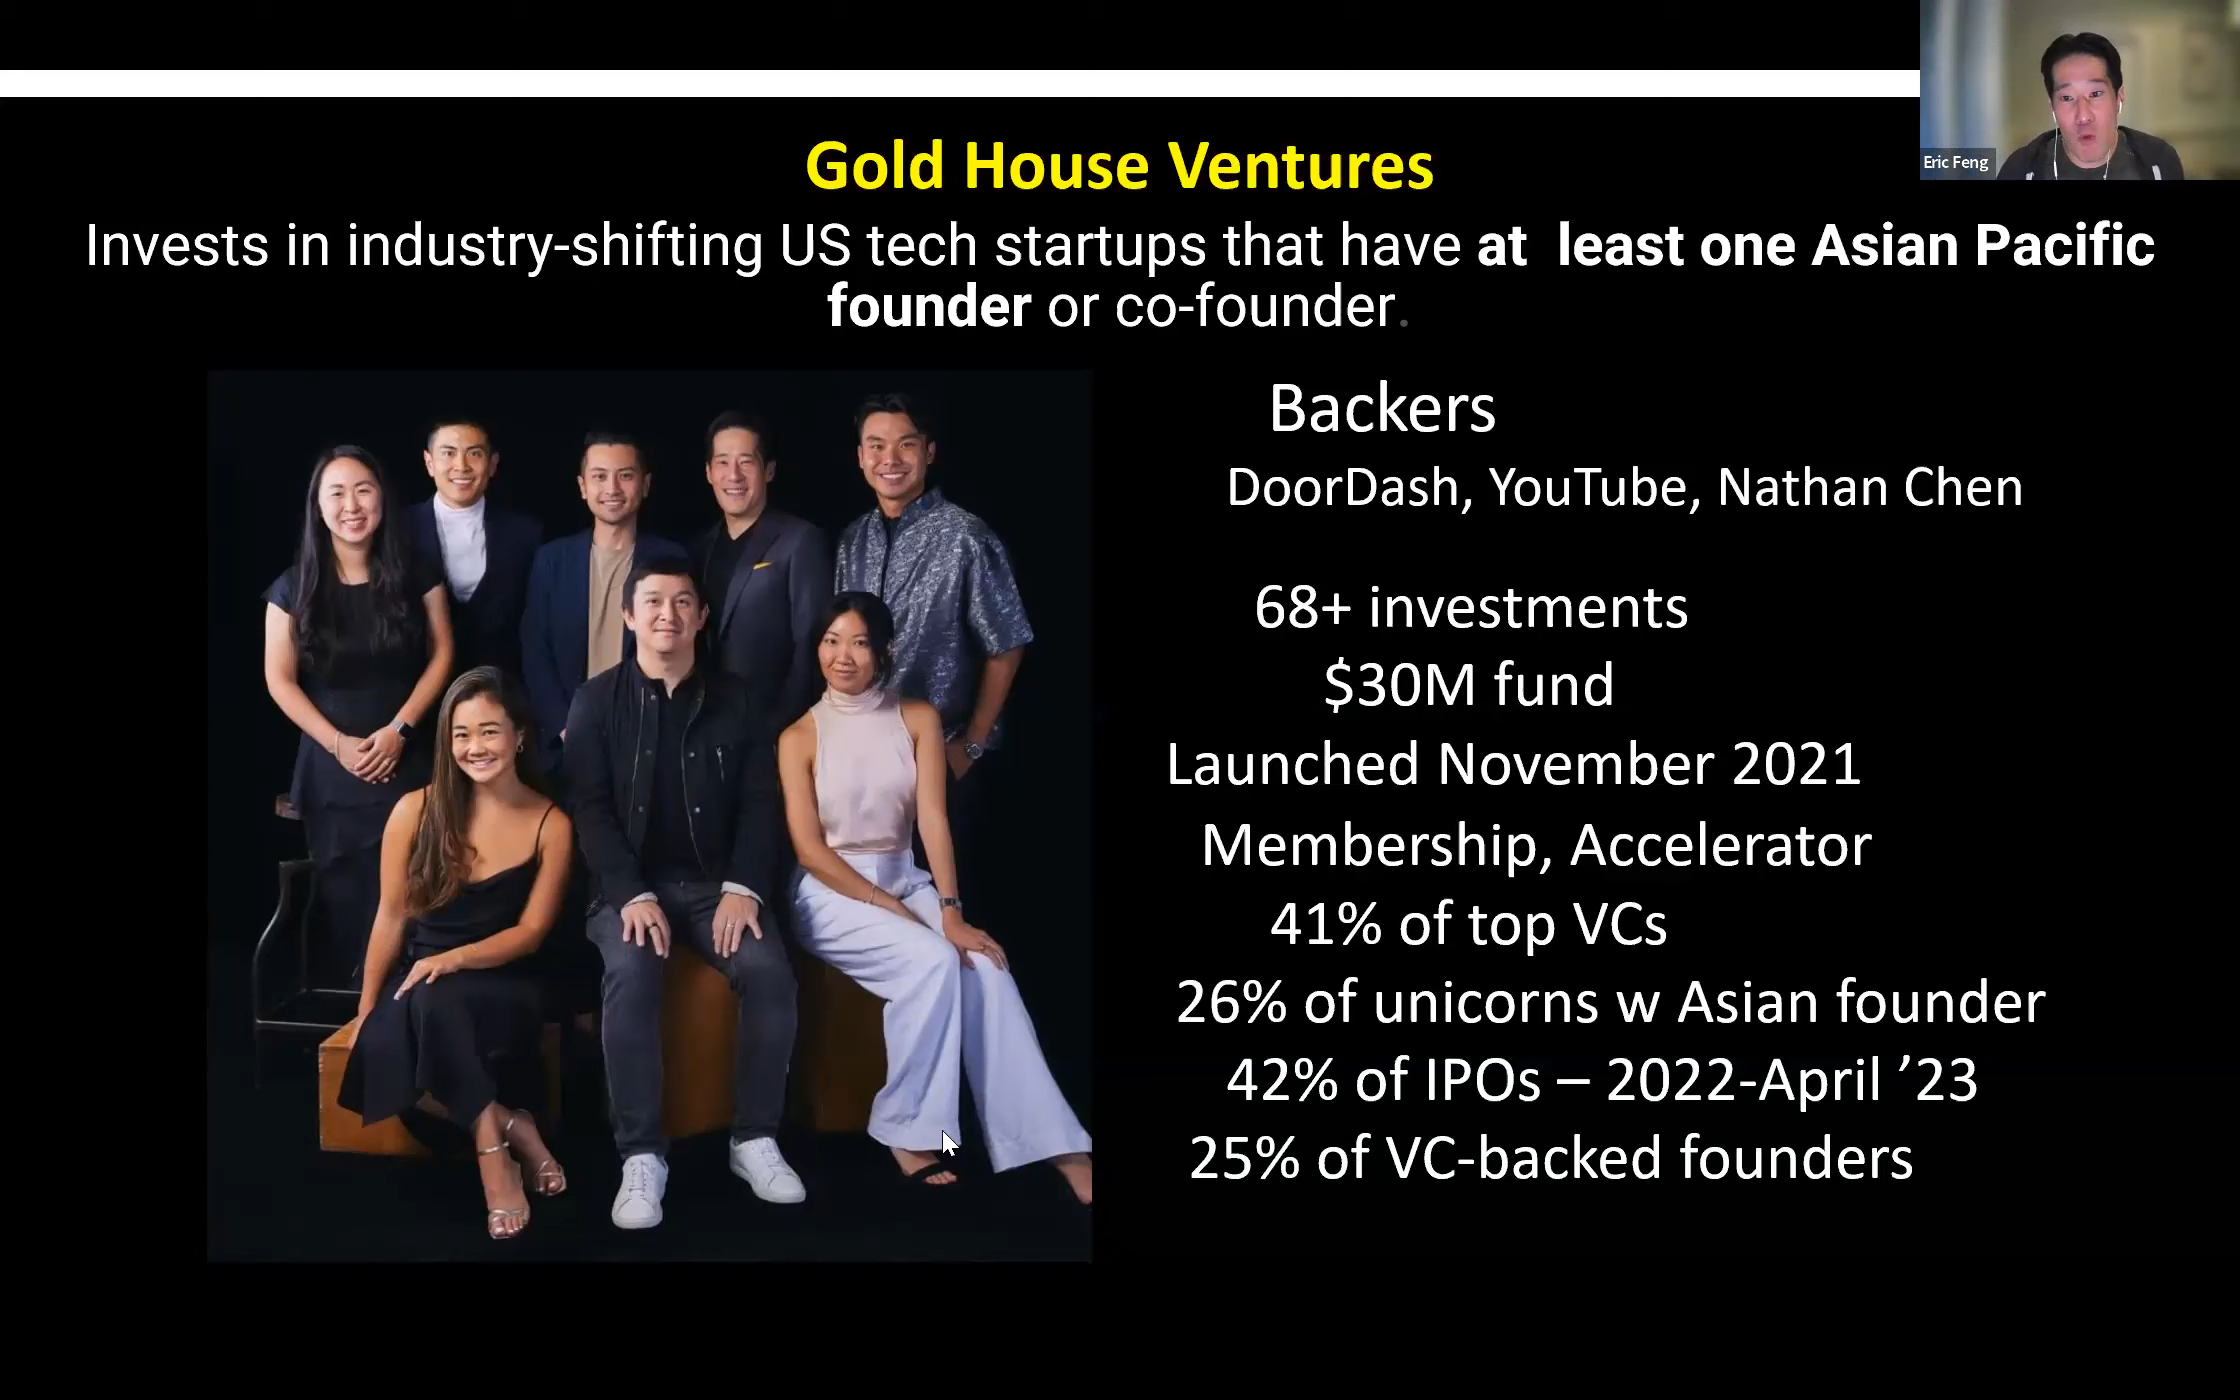 Eric Feng
Gold House Ventures
Invests in industry-shifting US tech startups that have at least one Asian Pacific
founder or co-founder.
Backers
DoorDash, YouTube, Nathan Chen
68+ investments
$30M fund
Launched November 2021
Membership, Accelerator
41% of top VCs
26% of unicorns w Asian founder
42% of IPOs – 2022-April ’23
25% of VC-backed founders